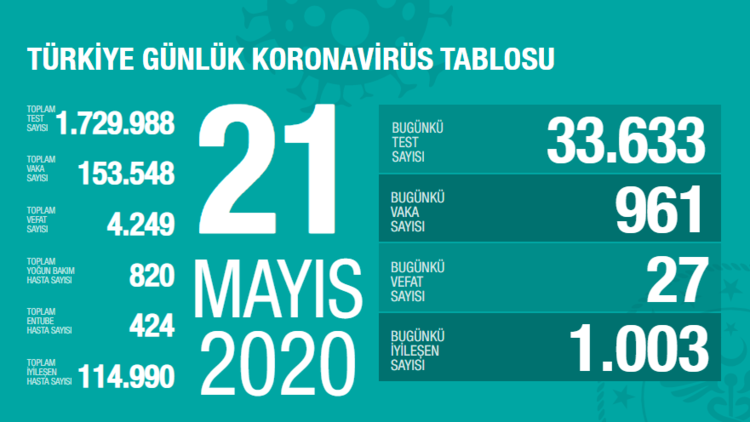 TÜRKİYE GÜNLÜK KORONAVİRÜS TABLOSU
TOPLAM
TEST
SAYISI
1.729.988
TOPLAM
VAKA
SAYISI
153.548
TOPLAM
VEFAT
SAYISI
4.249
TOPLAM
YOĞUN BAKIM
HASTA SAYISI
820
TOPLAM
ENTUBE
HASTA SAYISI
424
TOPLAM
İYİLEŞEN
HASTA SAYISI
114.990
21
MAYIS
2020
BUGÜNKÜ
TEST
SAYISI
33.633
BUGÜNKÜ
VAKA
SAYISI
961
BUGÜNKÜ
VEFAT
SAYISI
27
BUGÜNKÜ
İYİLEŞEN
SAYISI
1.003